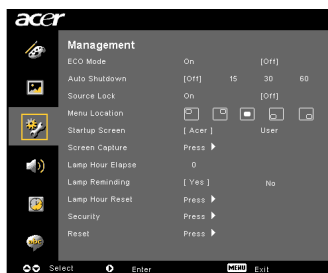 acer
Management
ECO Mode On [Off]
Auto Shutdown [Off] 15 30 60
Source Lock On [Off]
Menu Location
Startup Screen [ Acer ] User
Screen Capture Press
Lamp Hour Elapse 0
Lamp Reminding [ Yes ] No
Lamp Hour Reset Press
Security Press
Reset Press
abc
Select Enter MENU Exit